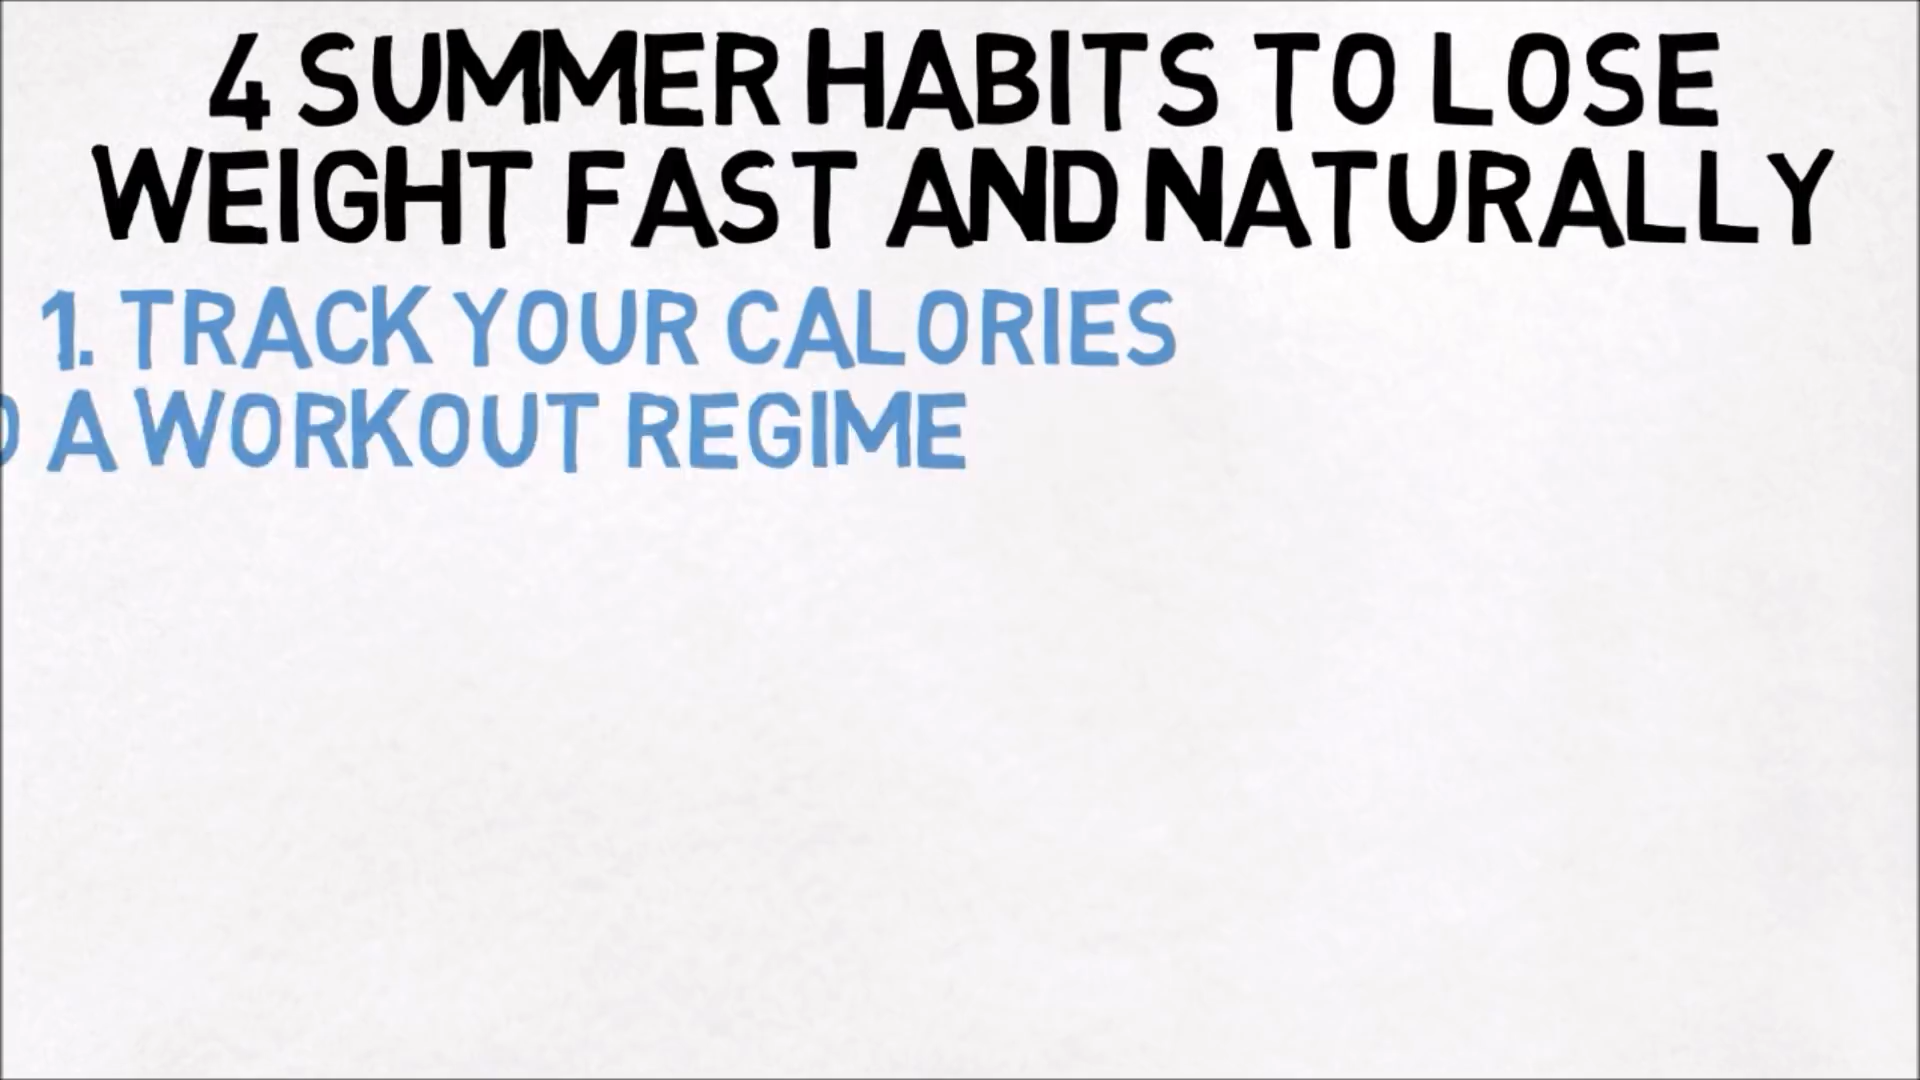 4 SUMMER HABITS TO LOSE
WEIGHT FAST AND NATURALLY
1. TRACK YOUR CALORIES
A WORKOUT REGIME